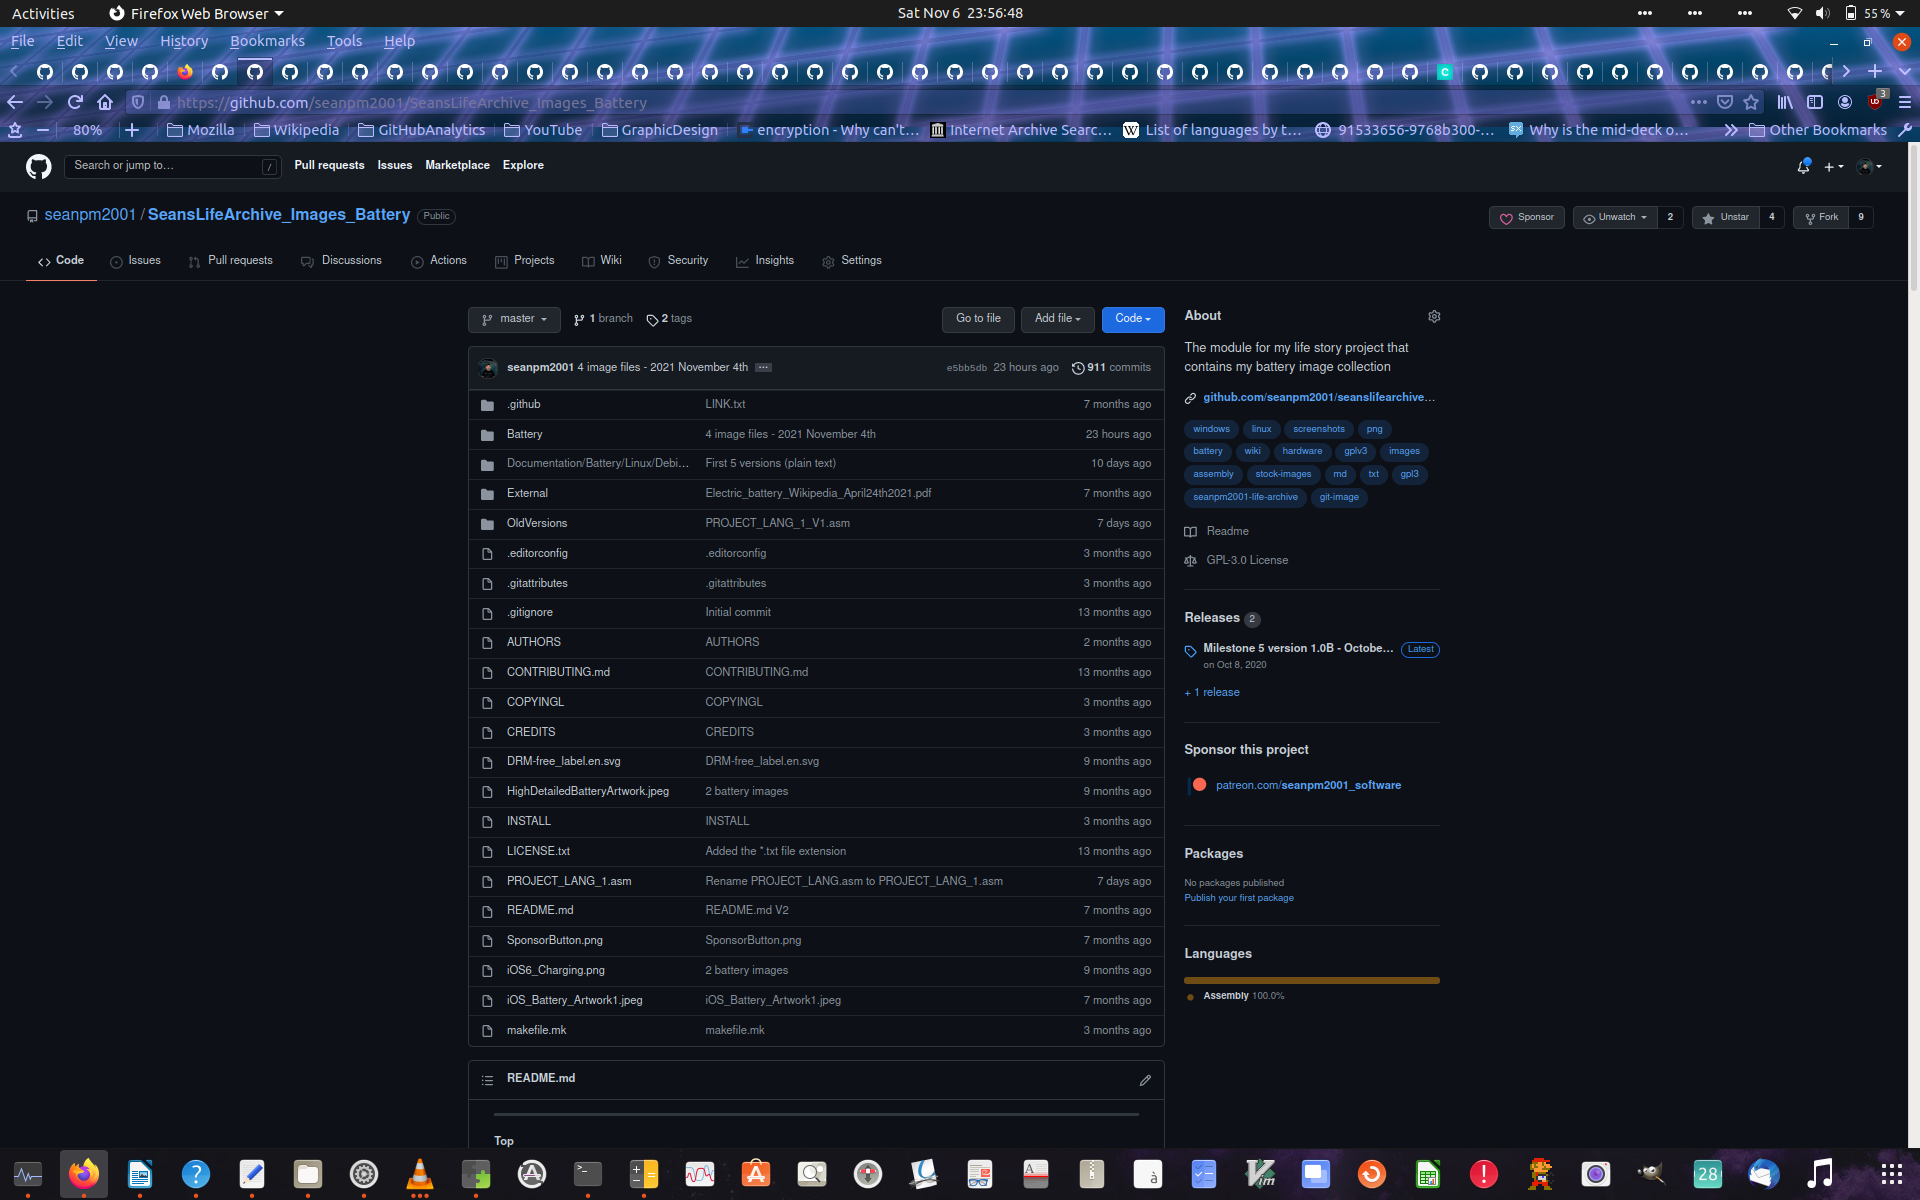 Activities Firefox Web Browser Sat Nov 6 23:56:48 55 %
File Edit View History Bookmarks Tools Help
https://github.com/seanpm2001/SeansLifeArchive_Images_Battery 3
80% Mozilla Wikipedia GitHubAnalytics YouTube GraphicDesign encryption - Why can't… Internet Archive Searc… List of languages by t… 91533656-9768b300-… Why is the mid-deck o… Other Bookmarks
Search or jump to… / Pull requests Issues Marketplace Explore
seanpm2001 / SeansLifeArchive_Images_Battery Public Sponsor Unwatch 2 Unstar 4 Fork 9
Code Issues Pull requests Discussions Actions Projects Wiki Security Insights Settings
master 1 branch 2 tags Go to file Add file Code
seanpm2001 4 image files - 2021 November 4th … e5bb5db 23 hours ago 911 commits
.github LINK.txt 7 months ago
Battery 4 image files - 2021 November 4th 23 hours ago
Documentation/Battery/Linux/Debi… First 5 versions (plain text) 10 days ago
External Electric_battery_Wikipedia_April24th2021.pdf 7 months ago
OldVersions PROJECT_LANG_1_V1.asm 7 days ago
.editorconfig .editorconfig 3 months ago
.gitattributes .gitattributes 3 months ago
.gitignore Initial commit 13 months ago
AUTHORS AUTHORS 2 months ago
CONTRIBUTING.md CONTRIBUTING.md 13 months ago
COPYINGL COPYINGL 3 months ago
CREDITS CREDITS 3 months ago
DRM-free_label.en.svg DRM-free_label.en.svg 9 months ago
HighDetailedBatteryArtwork.jpeg 2 battery images 9 months ago
INSTALL INSTALL 3 months ago
LICENSE.txt Added the *.txt file extension 13 months ago
PROJECT_LANG_1.asm Rename PROJECT_LANG.asm to PROJECT_LANG_1.asm 7 days ago
README.md README.md V2 7 months ago
SponsorButton.png SponsorButton.png 7 months ago
iOS6_Charging.png 2 battery images 9 months ago
iOS_Battery_Artwork1.jpeg iOS_Battery_Artwork1.jpeg 7 months ago
makefile.mk makefile.mk 3 months ago
README.md
Top
About
The module for my life story project that
contains my battery image collection
github.com/seanpm2001/seanslifearchive…
windows linux screenshots png
battery wiki hardware gplv3 images
assembly stock-images md txt gpl3
seanpm2001-life-archive git-image
Readme
GPL-3.0 License
Releases 2
Milestone 5 version 1.0B - Octobe… Latest
on Oct 8, 2020
+ 1 release
Sponsor this project
patreon.com/seanpm2001_software
Packages
No packages published
Publish your first package
Languages
Assembly 100.0%
28